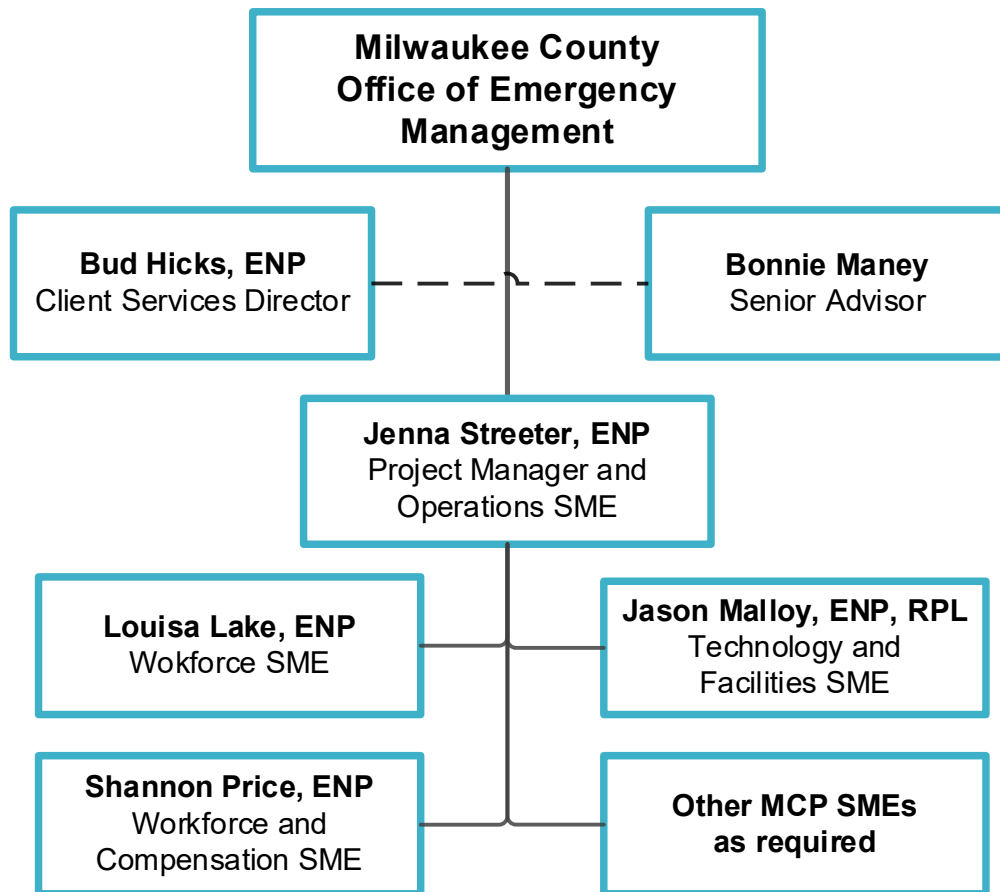 Milwaukee County
Office of Emergency
Management
Bud Hicks, ENP
Client Services Director
Bonnie Maney
Senior Advisor
Jenna Streeter, ENP
Project Manager and
Operations SME
Louisa Lake, ENP
Wokforce SME
Jason Malloy, ENP, RPL
Technology and
Facilities SME
Shannon Price, ENP
Workforce and
Compensation SME
Other MCP SMEs
as required